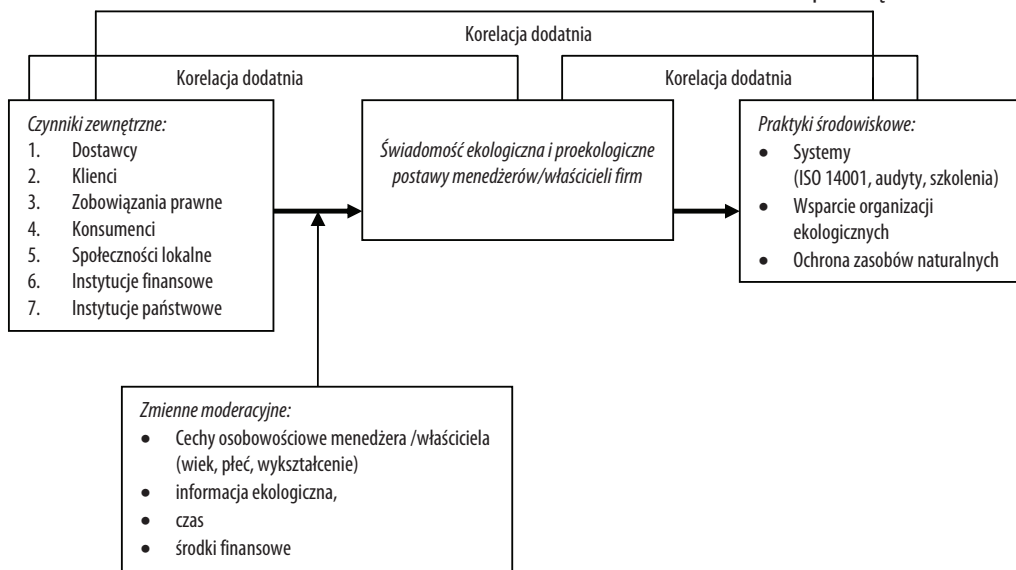 Korelacja dodatnia
Korelacja dodatnia
Korelacja dodatnia
Czynniki zewnętrzne:
1. Dostawcy
2. Klienci
3. Zobowiązania prawne
4. Konsumenci
5. Społeczności lokalne
6. Instytucje finansowe
7. Instytucje państwowe
Świadomość ekologiczna i proekologiczne
postawy menedżerów/właścicieli firm
Praktyki środowiskowe:
● Systemy
(ISO 14001, audyty, szkolenia)
● Wsparcie organizacji
ekologicznych
● Ochrona zasobów naturalnych
Zmienne moderacyjne:
● Cechy osobowościowe menedżera /właściciela
(wiek, płeć, wykształcenie)
● informacja ekologiczna,
● czas
● środki finansowe